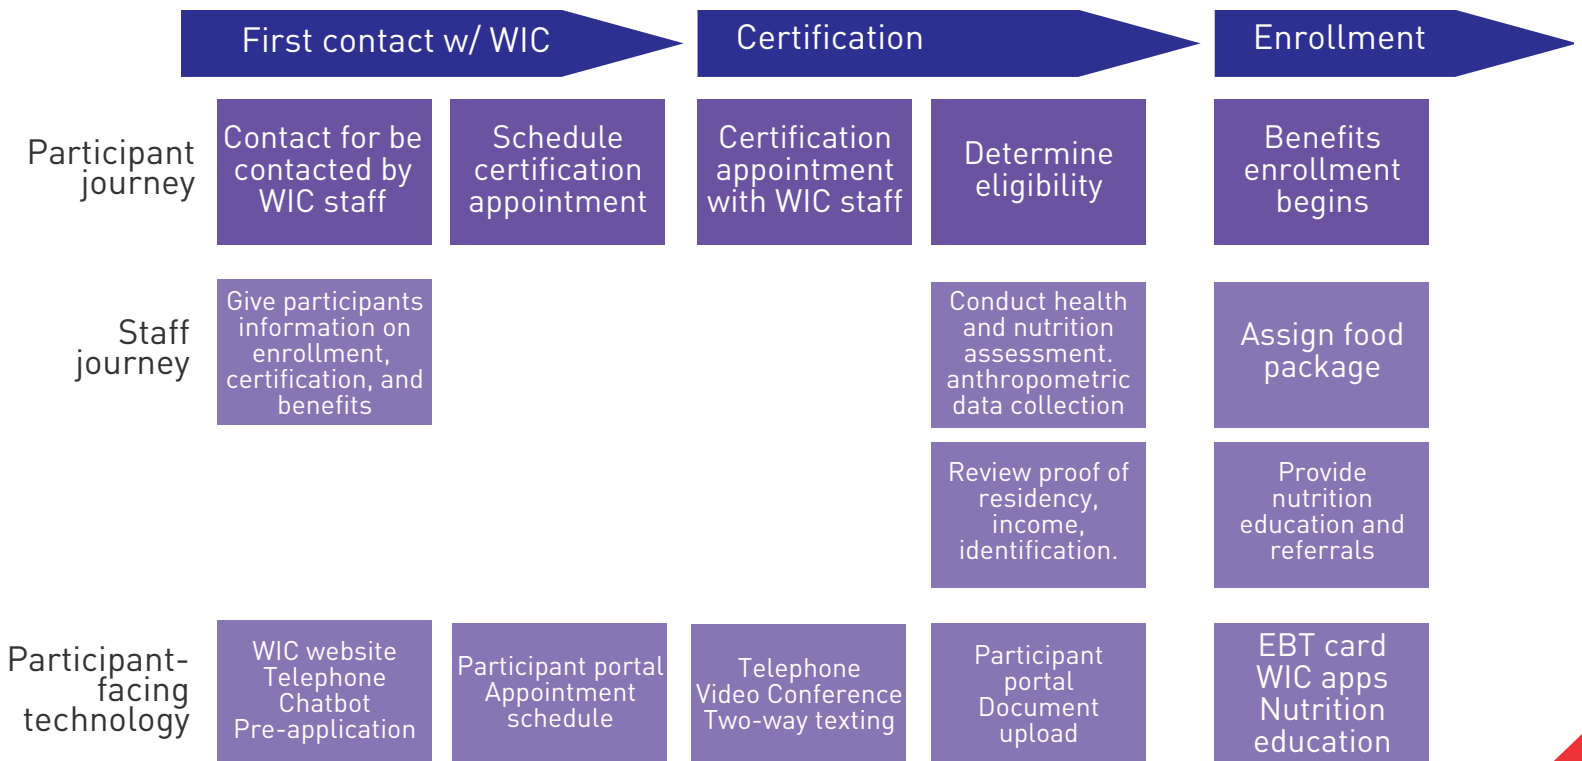 First contact w/ WIC
Certification
Enrollment
Participant
journey
Contact for be
contacted by
WIC staff
Schedule
certification
appointment
Certification
appointment
with WIC staff
Determine
eligibility
Benefits
enrollment
begins
Staff
journey
Give participants
information on
enrollment,
certification, and
benefits
Conduct health
and nutrition
assessment.
anthropometric
data collection
Assign food
package
Review proof of
residency,
income,
identification.
Provide
nutrition
education and
referrals
Participant-
facing
technology
WIC website
Telephone
Chatbot
Pre-application
Participant portal
Appointment
schedule
Telephone
Video Conference
Two-way texting
Participant
portal
Document
upload
EBT card
WIC apps
Nutrition
education